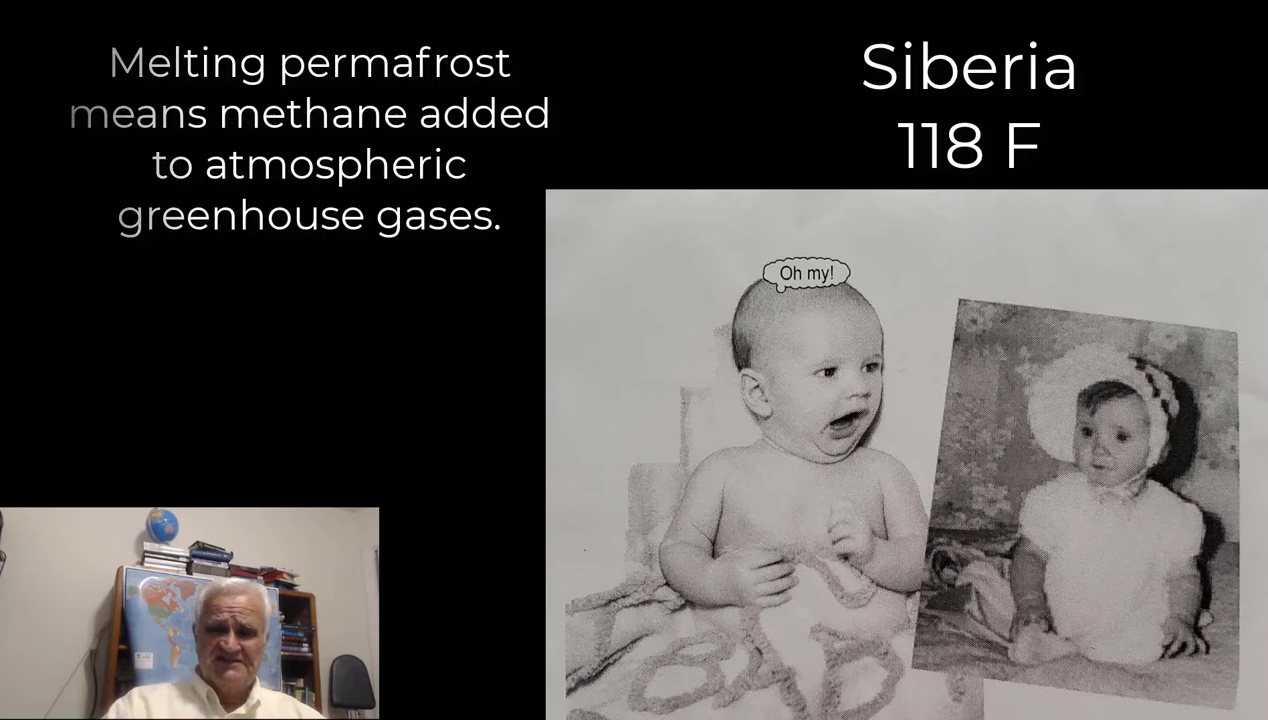 Melting permafrost
means methane added
to atmospheric
greenhouse gases.
Siberia
118 F
Oh my!